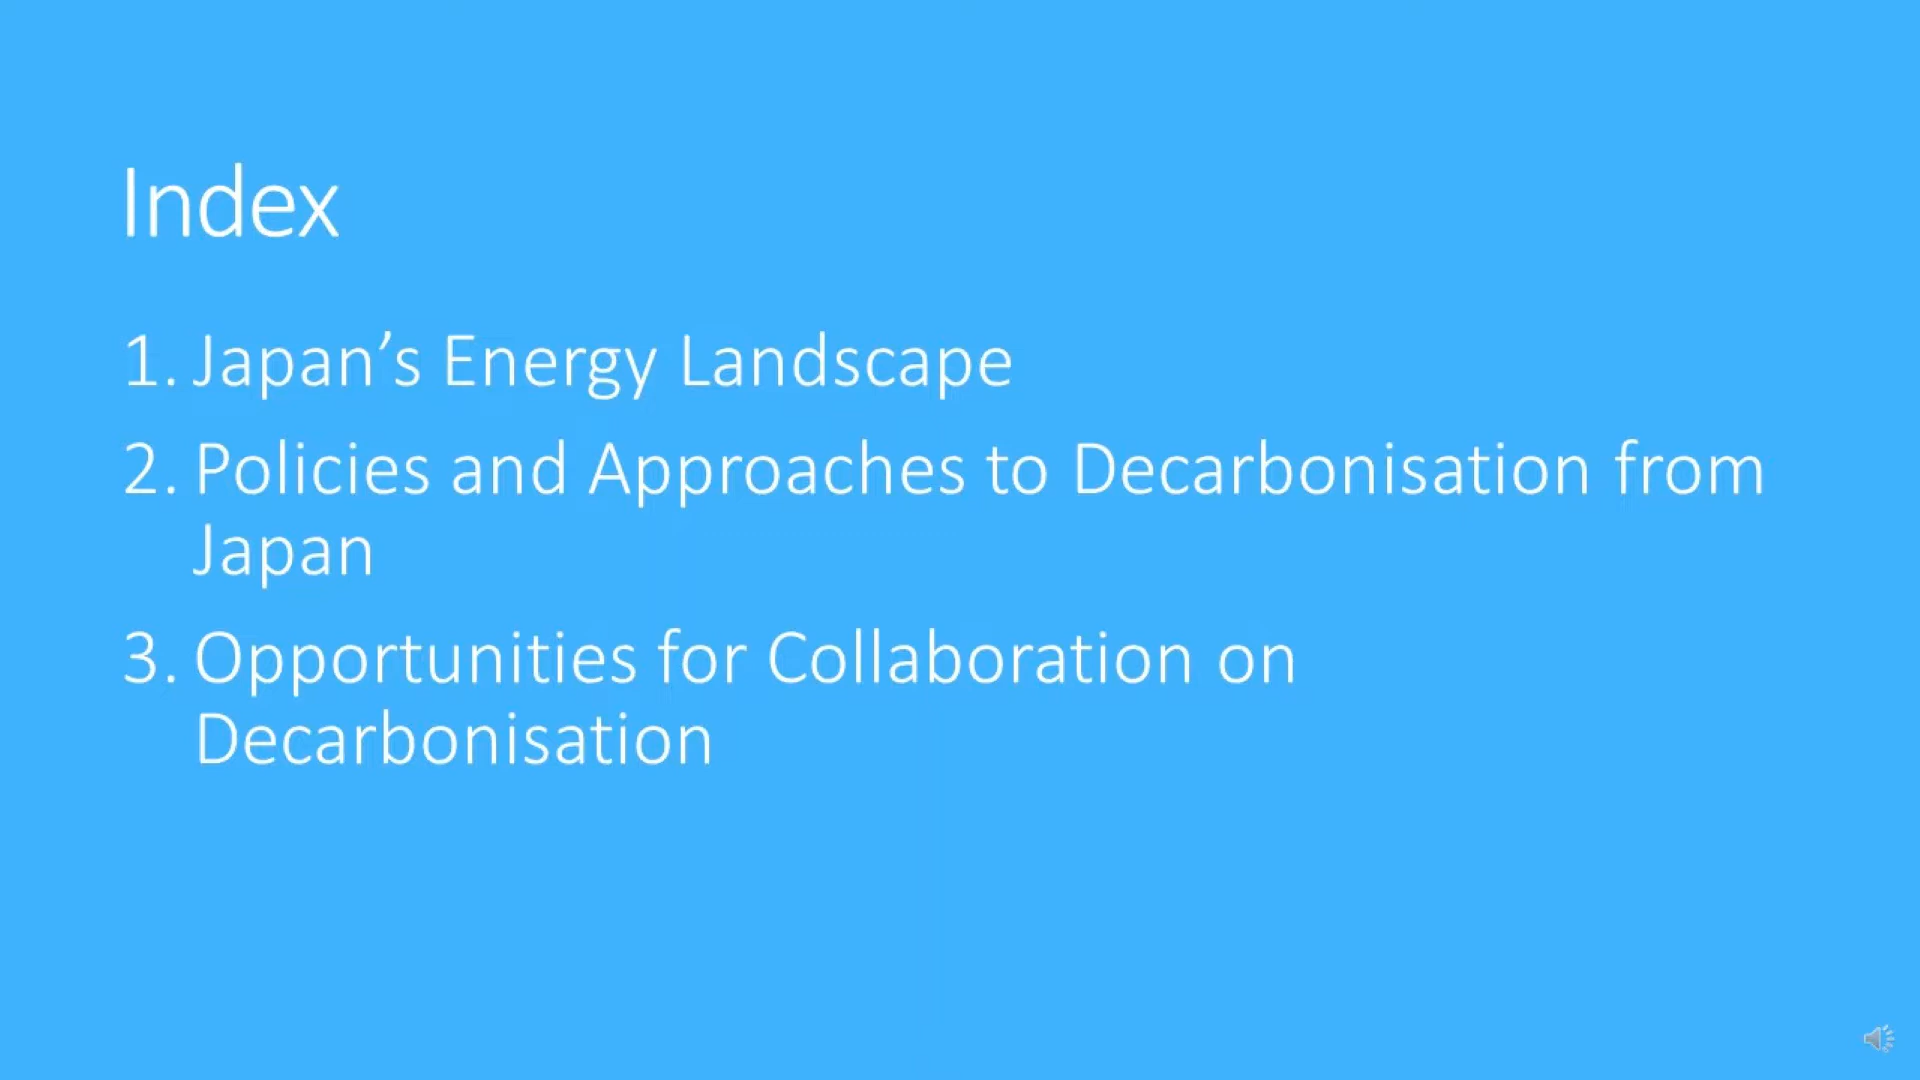 Index
1. Japan’s Energy Landscape
2. Policies and Approaches to Decarbonisation from
Japan
3. Opportunities for Collaboration on
Decarbonisation